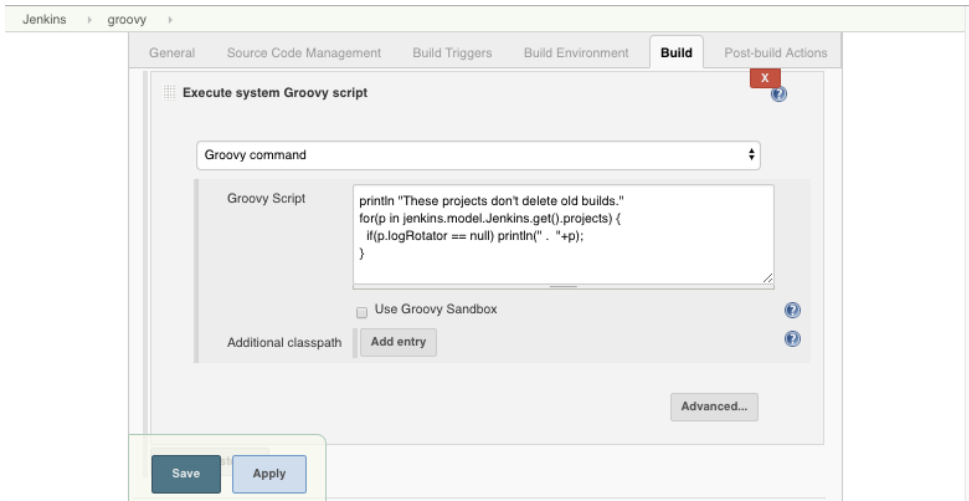 Jenkins groovy
General Source Code Management Build Triggers Build Environment Build Post-build Actions
X
Execute system Groovy script
?
Groovy command
Groovy Script
println "These projects don't delete old builds."
for(p in jenkins.model.Jenkins.get().projects) {
  if(p.logRotator == null) println(" .  "+p);
}
Use Groovy Sandbox ?
Additional classpath Add entry ?
Advanced...
Save Apply